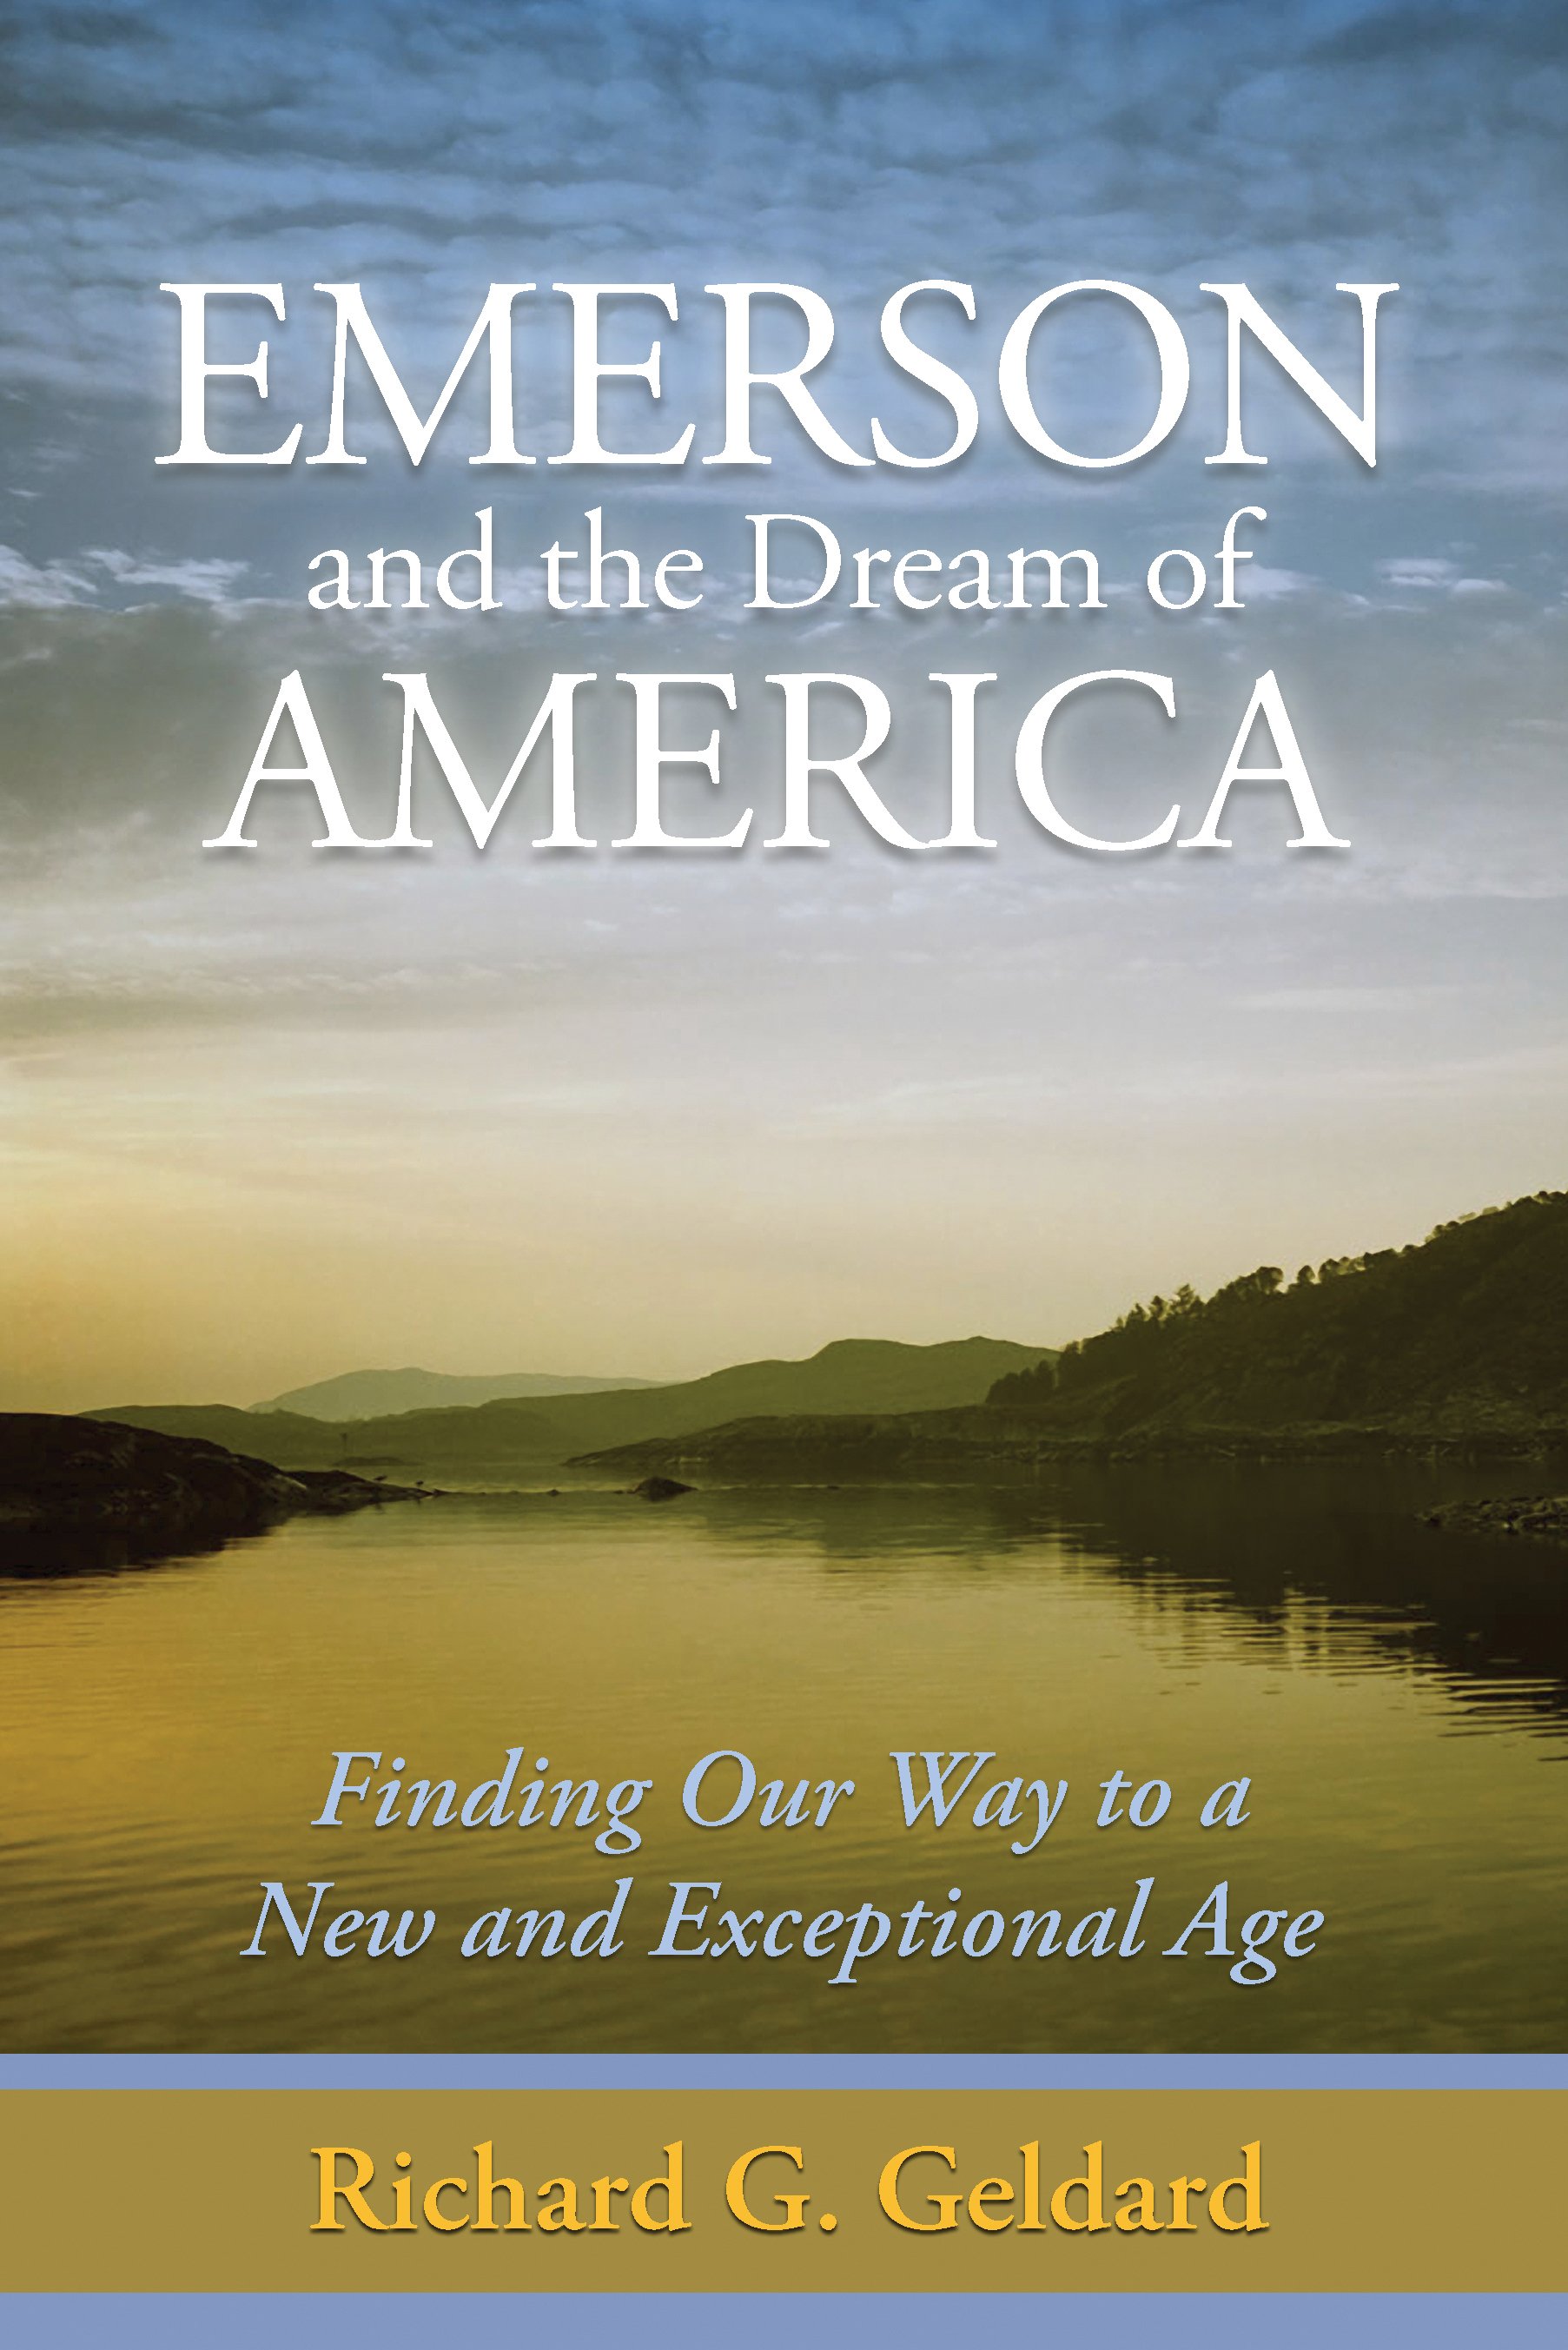 EMERSON
and the Dream of
AMERICA
Finding Our Way to a
New and Exceptional Age
Richard G. Geldard